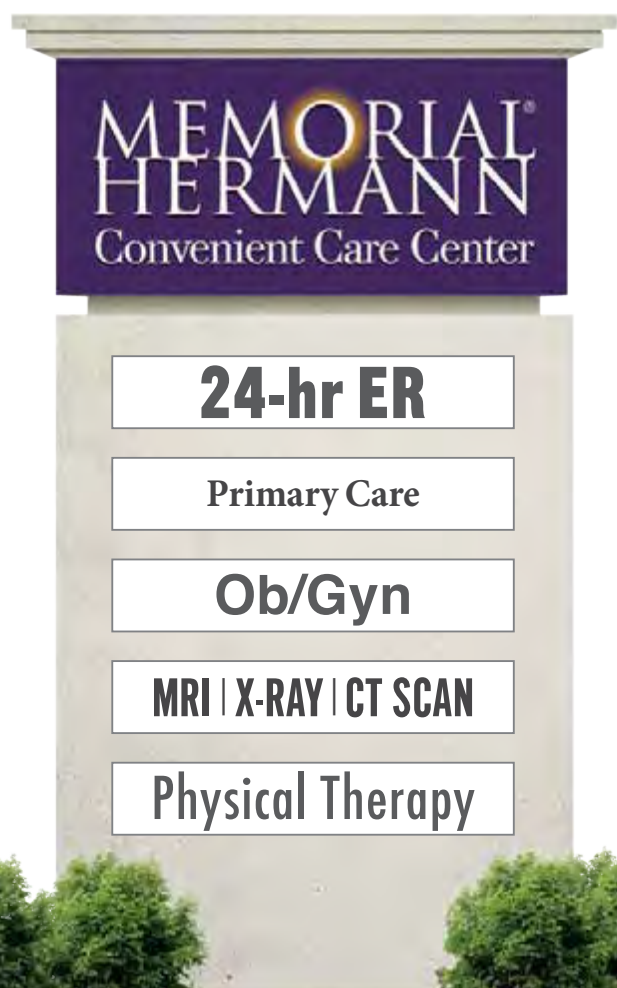 MEMORIAL®
HERMANN
Convenient Care Center
24-hr ER
Primary Care
Ob/Gyn
MRI | X-RAY | CT SCAN
Physical Therapy